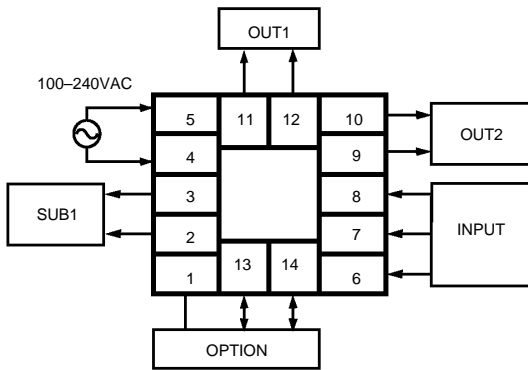 OUT1
100–240VAC
5 11 12 10
4 9
OUT2
3 8
SUB1
2 7
INPUT
1 13 14 6
OPTION